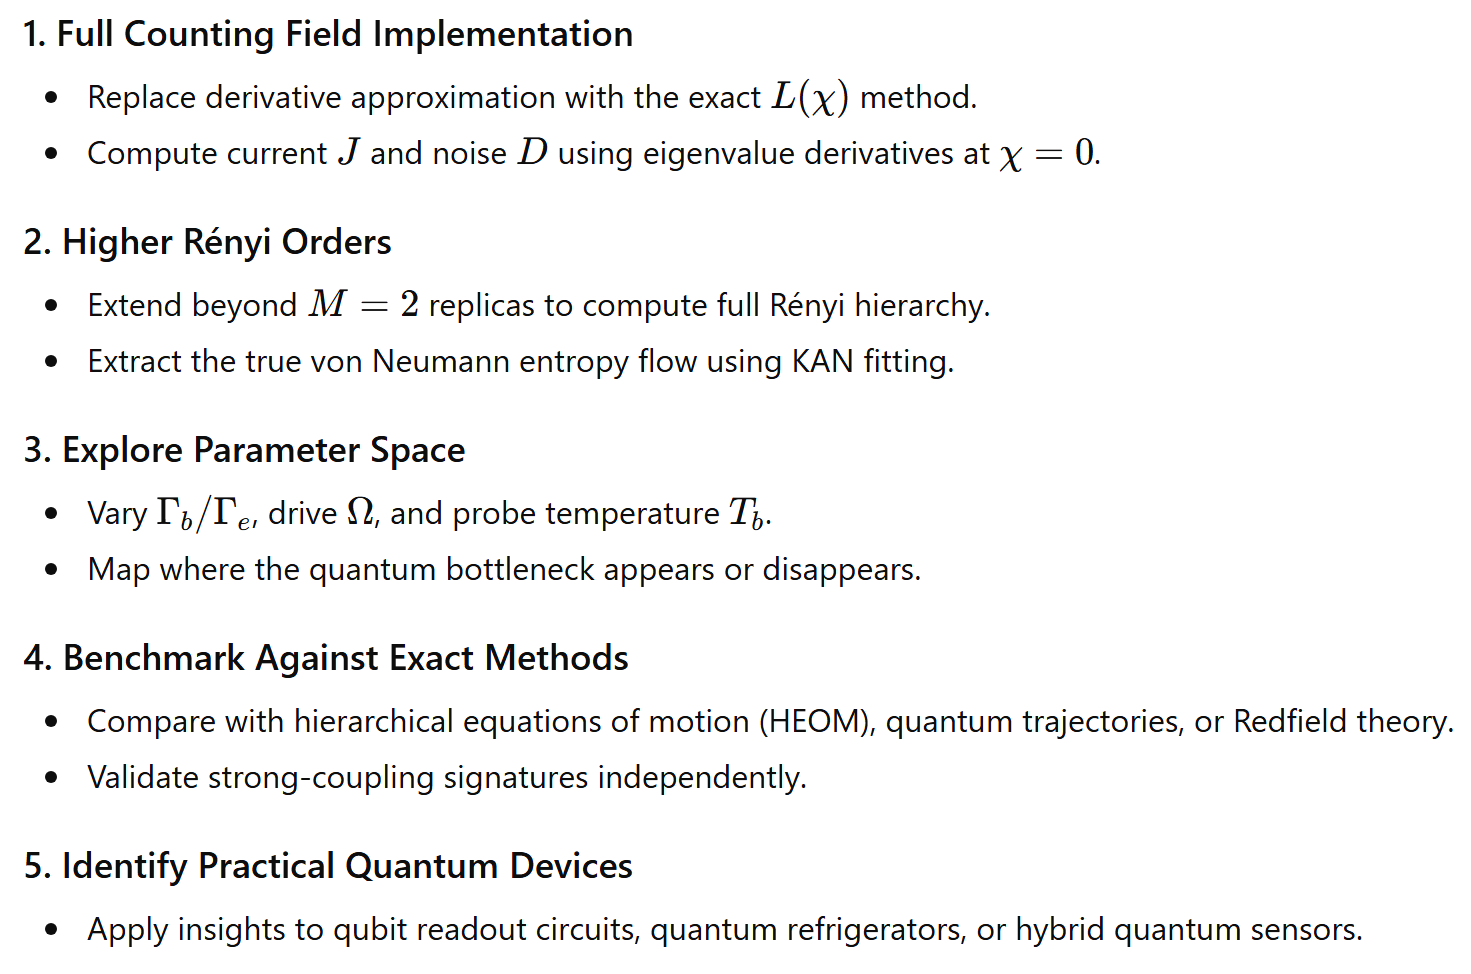 1. Full Counting Field Implementation
• Replace derivative approximation with the exact L(χ) method.
• Compute current J and noise D using eigenvalue derivatives at χ = 0.
2. Higher Rényi Orders
• Extend beyond M = 2 replicas to compute full Rényi hierarchy.
• Extract the true von Neumann entropy flow using KAN fitting.
3. Explore Parameter Space
• Vary Γ_b/Γ_e, drive Ω, and probe temperature T_b.
• Map where the quantum bottleneck appears or disappears.
4. Benchmark Against Exact Methods
• Compare with hierarchical equations of motion (HEOM), quantum trajectories, or Redfield theory.
• Validate strong-coupling signatures independently.
5. Identify Practical Quantum Devices
• Apply insights to qubit readout circuits, quantum refrigerators, or hybrid quantum sensors.